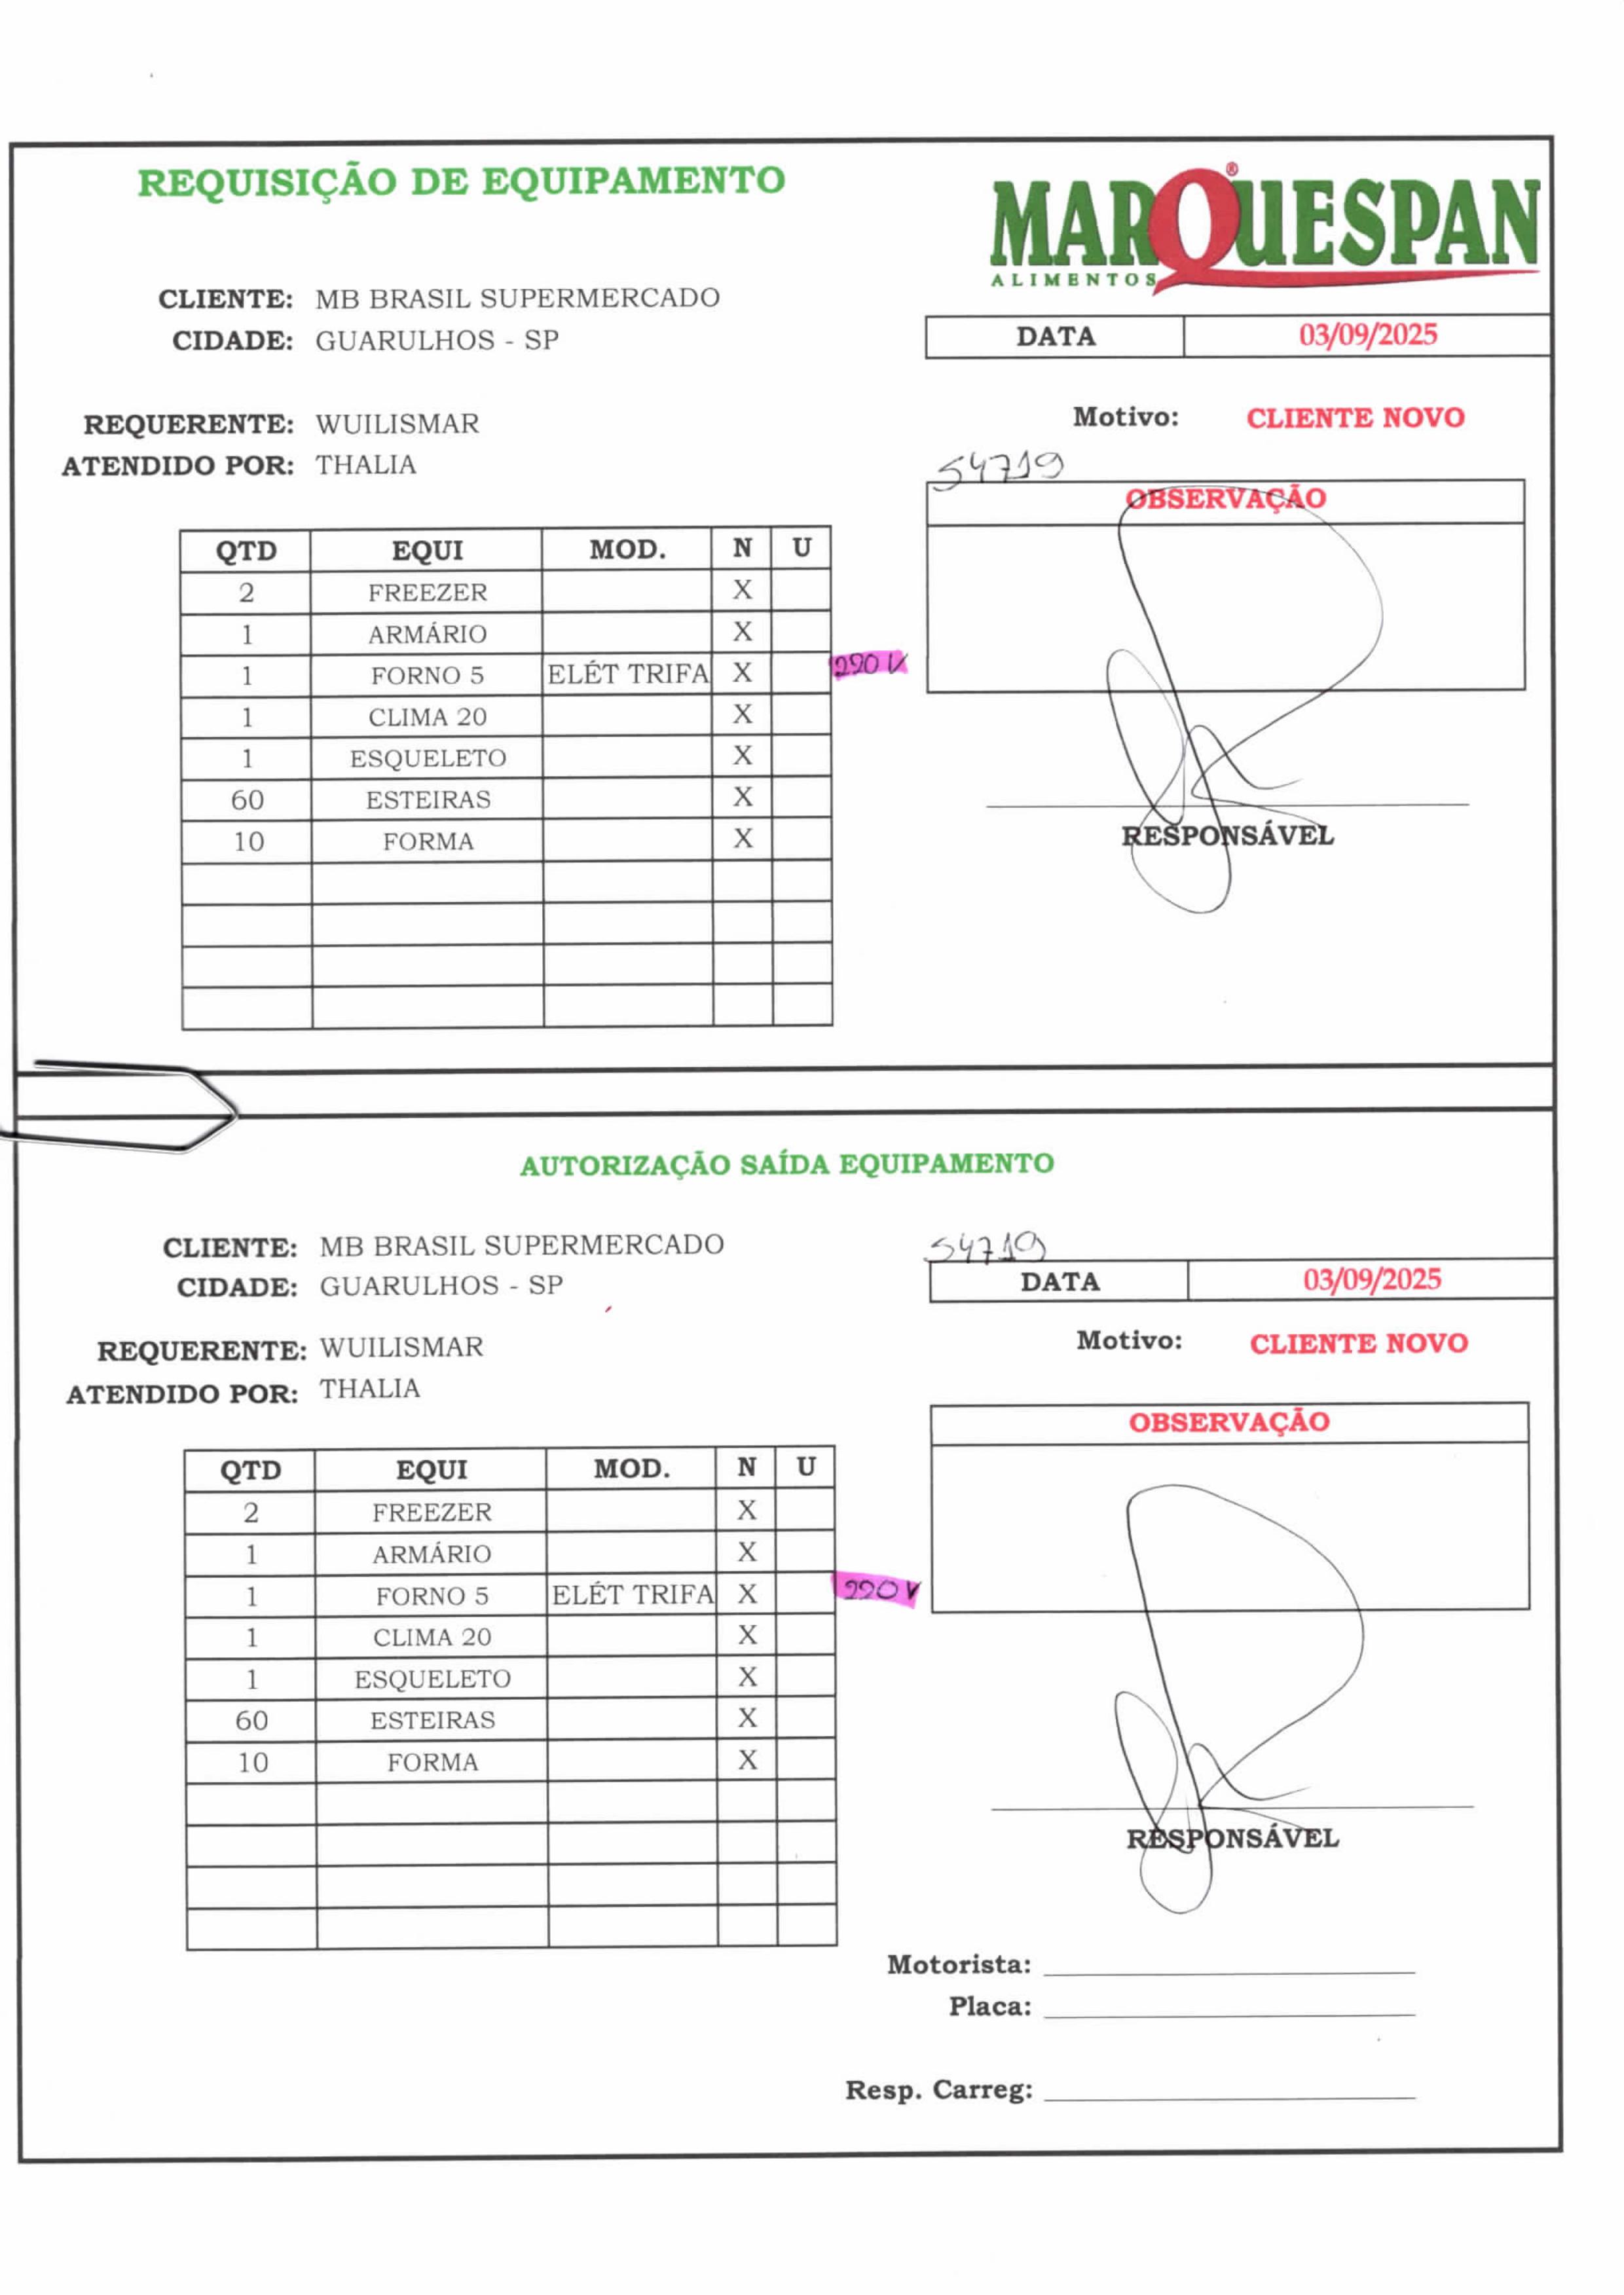 REQUISIÇÃO DE EQUIPAMENTO
MARQUESPAN®
ALIMENTOS
CLIENTE: MB BRASIL SUPERMERCADO
CIDADE: GUARULHOS - SP
DATA 03/09/2025
REQUERENTE: WUILISMAR
ATENDIDO POR: THALIA
Motivo: CLIENTE NOVO
54719
OBSERVAÇÃO
QTD EQUI MOD. N U
2 FREEZER X
1 ARMÁRIO X
1 FORNO 5 ELÉT TRIFA X 220 V
1 CLIMA 20 X
1 ESQUELETO X
60 ESTEIRAS X
10 FORMA X
RESPONSÁVEL
AUTORIZAÇÃO SAÍDA EQUIPAMENTO
CLIENTE: MB BRASIL SUPERMERCADO
CIDADE: GUARULHOS - SP
54719
DATA 03/09/2025
REQUERENTE: WUILISMAR
ATENDIDO POR: THALIA
Motivo: CLIENTE NOVO
OBSERVAÇÃO
QTD EQUI MOD. N U
2 FREEZER X
1 ARMÁRIO X
1 FORNO 5 ELÉT TRIFA X 220 V
1 CLIMA 20 X
1 ESQUELETO X
60 ESTEIRAS X
10 FORMA X
RESPONSÁVEL
Motorista:
Placa:
Resp. Carreg: